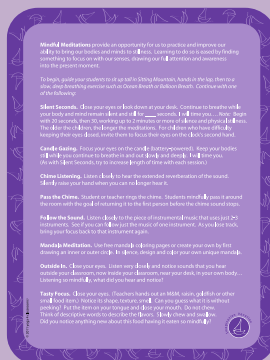 Mindful Meditations provide an opportunity for us to practice and improve our
ability to bring our bodies and minds to stillness.  Learning to do so is eased by finding
something to focus on with our senses, drawing our full attention and awareness
into the present moment.
To begin, guide your students to sit up tall in Sitting Mountain, hands in the lap, then to a
slow, deep breathing exercise such as Ocean Breath or Balloon Breath.  Continue with one
of the following:
Silent Seconds.  Close your eyes or look down at your desk.  Continue to breathe while
your body and mind remain silent and still for ____ seconds.  I will time you. . . .  Now.  Begin
with 30 seconds, then 30, working up to 2 minutes or more of silence and physical stillness.
The older the children, the longer the meditations.  For children who have difficulty
keeping their eyes closed, invite them to focus their eyes on the clock's second hand.
Candle Gazing.  Focus your eyes on the candle (battery-powered).  Keep your bodies
still while you continue to breathe in and out slowly and deeply.  I will time you.
(As with Silent Seconds, try to increase length of time with each session.)
Chime Listening.  Listen closely to hear the extended reverberation of the sound.
Silently raise your hand when you can no longer hear it.
Pass the Chime.  Student or teacher rings the chime.  Students mindfully pass it around
the room with the goal of returning it to the first person before the chime sound stops.
Follow the Sound.  Listen closely to the piece of instrumental music that uses just 2-3
instruments.  See if you can follow just the music of one instrument.  As you lose track,
bring your focus back to that instrument again.
Mandala Meditation.  Use free mandala coloring pages or create your own by first
drawing an inner or outer circle.  In silence, design and color your own unique mandala.
Outside In.  Close your eyes.  Listen very closely and notice sounds that you hear
outside your classroom, now inside your classroom, near your desk, in your own body. . .
Listening so mindfully, what did you hear and notice?
Tasty Focus.  Close your eyes.  (Teachers: hand out an M&M, raisin, goldfish or other
small food item.)  Notice its shape, texture, smell.  Can you guess what it is without
peeking?  Put the item on your tongue and close your mouth.  Do not chew.
Think of descriptive words to describe the flavors.  Slowly chew and swallow.
Did you notice anything new about this food having it eaten so mindfully?